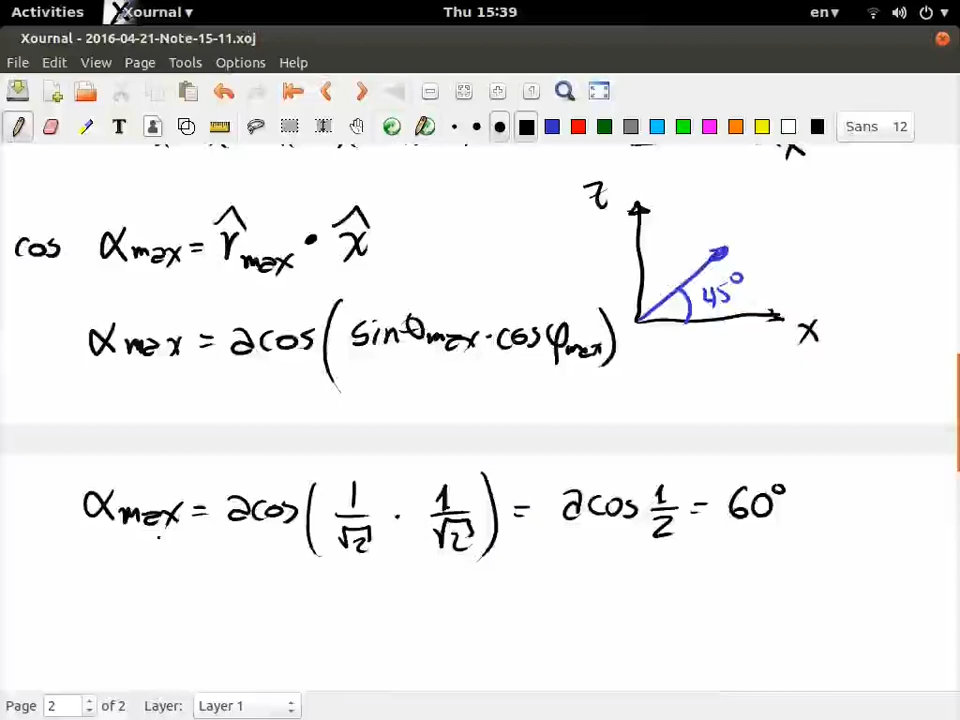 Activities Xournal ▾ Thu 15:39 en ▾
Xournal - 2016-04-21-Note-15-11.xoj
File Edit View Page Tools Options Help
T Sans 12
x
z
cos αmax = r̂max • x̂
45°
x
αmax = acos( sinθmax · cosφmax )
αmax = acos( 1/√2 · 1/√2 ) = acos 1/2 = 60°
Page 2 of 2 Layer: Layer 1